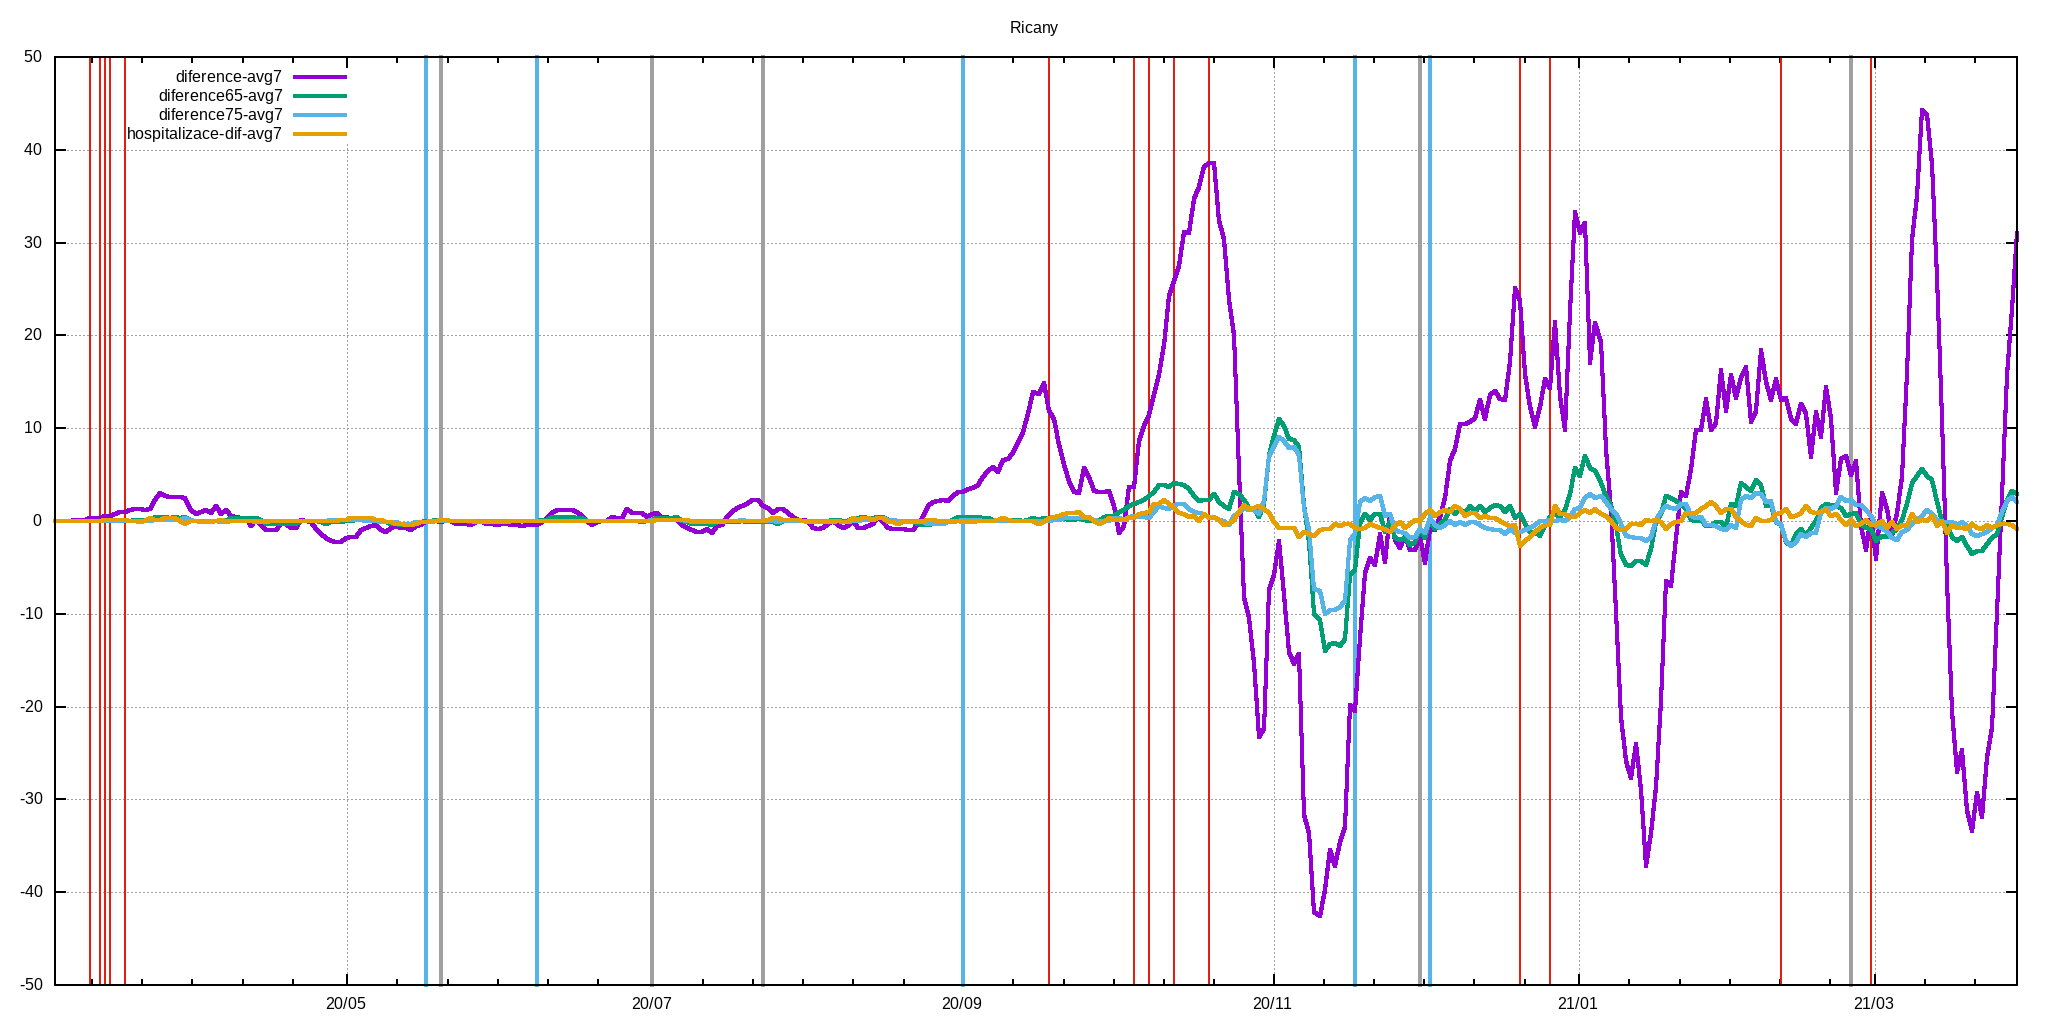 Ricany
diference-avg7
diference65-avg7
diference75-avg7
hospitalizace-dif-avg7
50
40
30
20
10
0
-10
-20
-30
-40
-50
20/05 20/07 20/09 20/11 21/01 21/03